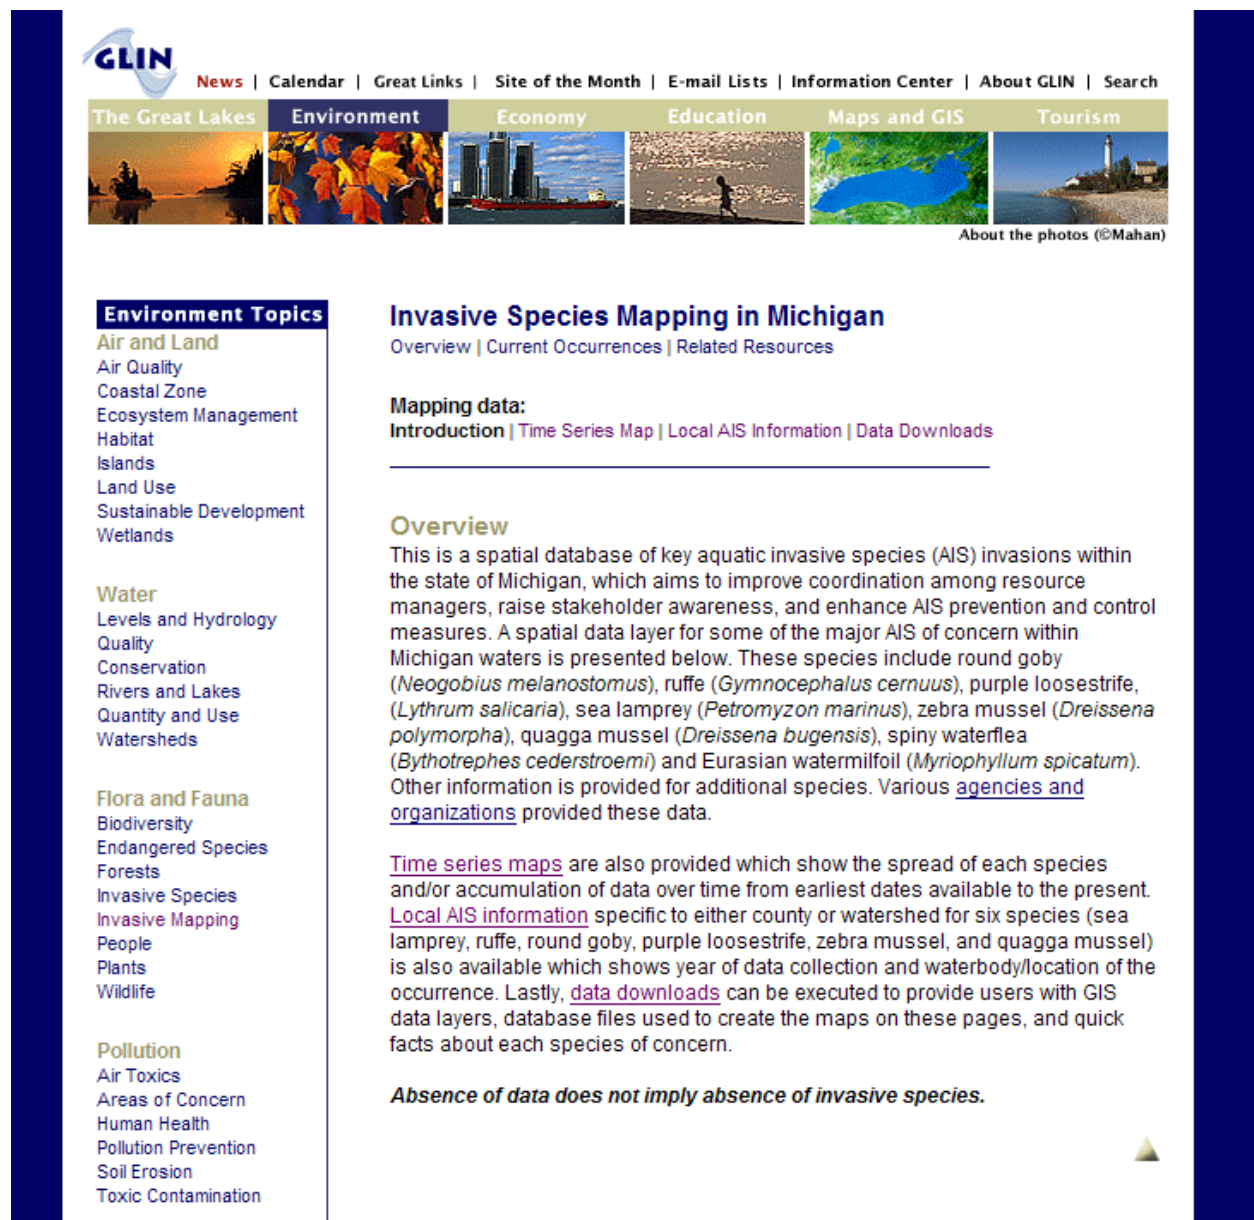 GLIN
News | Calendar | Great Links | Site of the Month | E-mail Lists | Information Center | About GLIN | Search
The Great Lakes Environment Economy Education Maps and GIS Tourism
About the photos (©Mahan)
Environment Topics
Air and Land
Air Quality
Coastal Zone
Ecosystem Management
Habitat
Islands
Land Use
Sustainable Development
Wetlands
Water
Levels and Hydrology
Quality
Conservation
Rivers and Lakes
Quantity and Use
Watersheds
Flora and Fauna
Biodiversity
Endangered Species
Forests
Invasive Species
Invasive Mapping
People
Plants
Wildlife
Pollution
Air Toxics
Areas of Concern
Human Health
Pollution Prevention
Soil Erosion
Toxic Contamination
Invasive Species Mapping in Michigan
Overview | Current Occurrences | Related Resources
Mapping data:
Introduction | Time Series Map | Local AIS Information | Data Downloads
Overview
This is a spatial database of key aquatic invasive species (AIS) invasions within
the state of Michigan, which aims to improve coordination among resource
managers, raise stakeholder awareness, and enhance AIS prevention and control
measures. A spatial data layer for some of the major AIS of concern within
Michigan waters is presented below. These species include round goby
(Neogobius melanostomus), ruffe (Gymnocephalus cernuus), purple loosestrife,
(Lythrum salicaria), sea lamprey (Petromyzon marinus), zebra mussel (Dreissena
polymorpha), quagga mussel (Dreissena bugensis), spiny waterflea
(Bythotrephes cederstroemi) and Eurasian watermilfoil (Myriophyllum spicatum).
Other information is provided for additional species. Various agencies and
organizations provided these data.
Time series maps are also provided which show the spread of each species
and/or accumulation of data over time from earliest dates available to the present.
Local AIS information specific to either county or watershed for six species (sea
lamprey, ruffe, round goby, purple loosestrife, zebra mussel, and quagga mussel)
is also available which shows year of data collection and waterbody/location of the
occurrence. Lastly, data downloads can be executed to provide users with GIS
data layers, database files used to create the maps on these pages, and quick
facts about each species of concern.
Absence of data does not imply absence of invasive species.